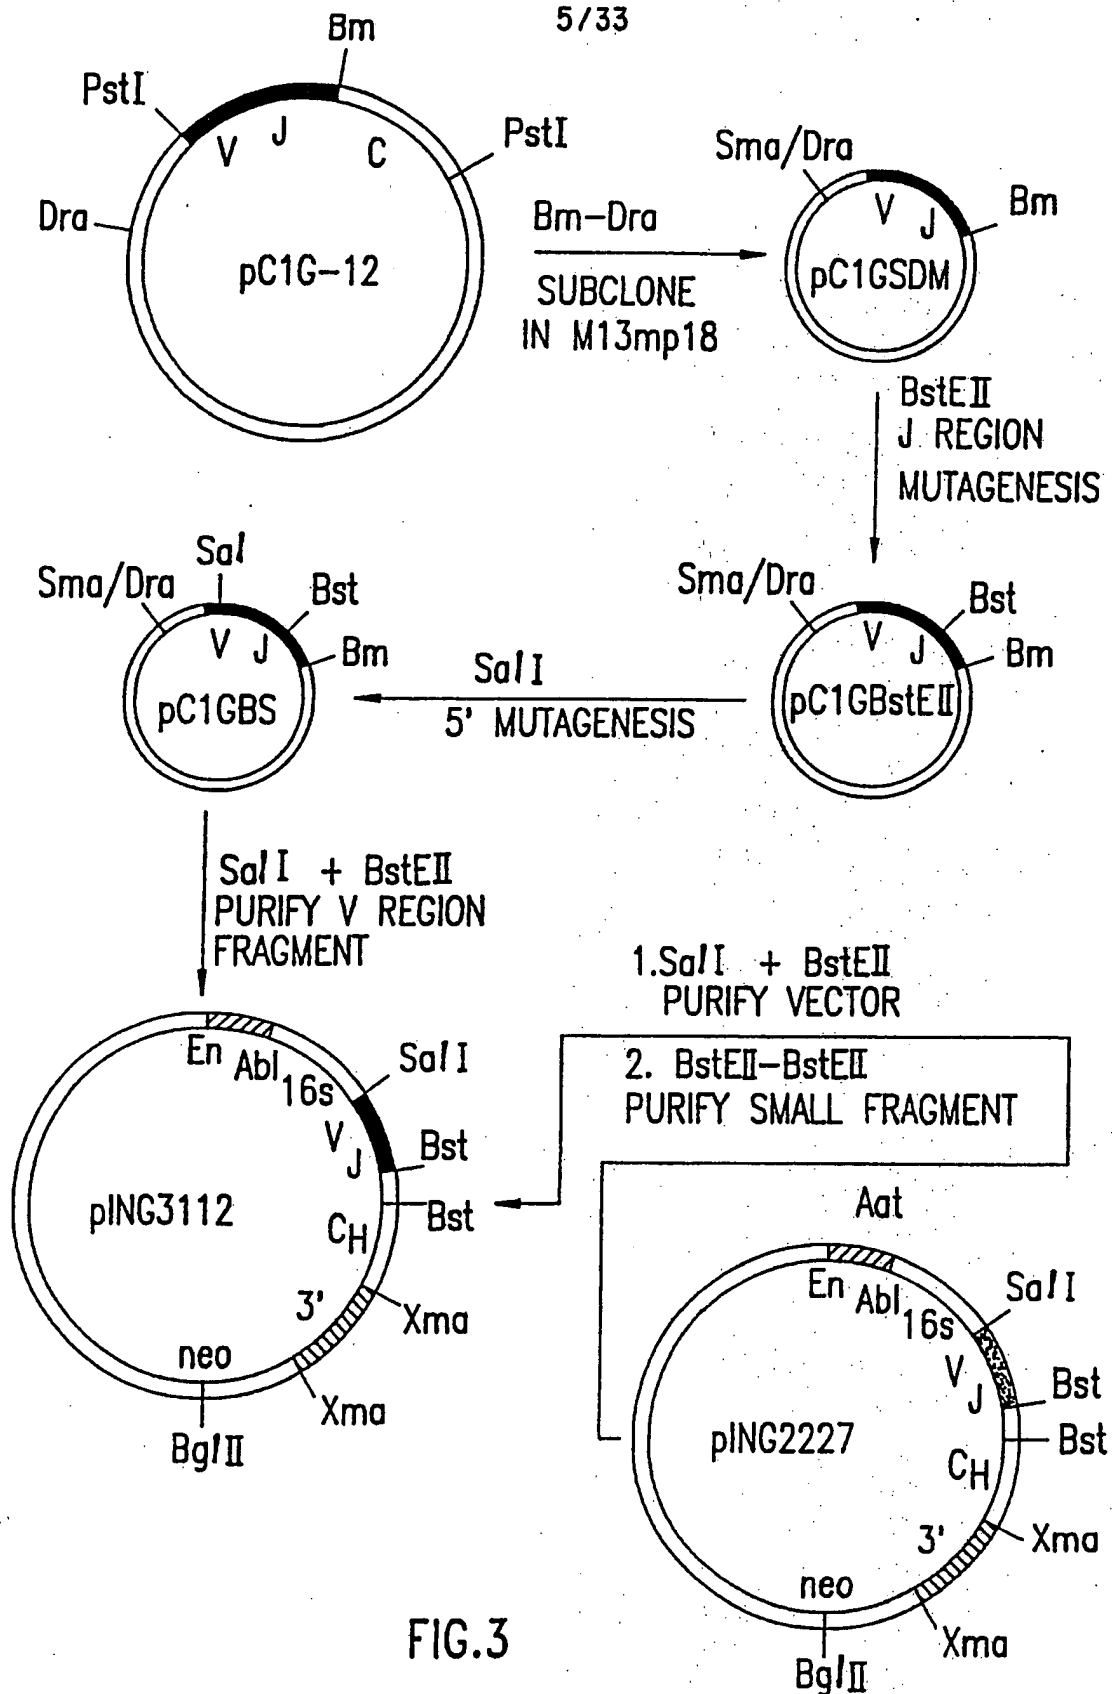 5/33
Bm
PstI
V
J
C
PstI
Dra
pC1G-12
Bm-Dra
SUBCLONE
IN M13mp18
Sma/Dra
V
J
Bm
pC1GSDM
BstEII
J REGION
MUTAGENESIS
Sma/Dra
Bst
V
J
Bm
pC1GBstEII
SalI
5' MUTAGENESIS
Sal
Sma/Dra
Bst
V
J
Bm
pC1GBS
SalI + BstEII
PURIFY V REGION
FRAGMENT
1.SalI + BstEII
PURIFY VECTOR
2. BstEII-BstEII
PURIFY SMALL FRAGMENT
En
Abl
16s
SalI
V
J
Bst
Bst
pING3112
CH
3'
Xma
neo
Xma
BglII
Aat
En
Abl
16s
SalI
V
J
Bst
Bst
pING2227
CH
3'
Xma
neo
Xma
BglII
FIG.3